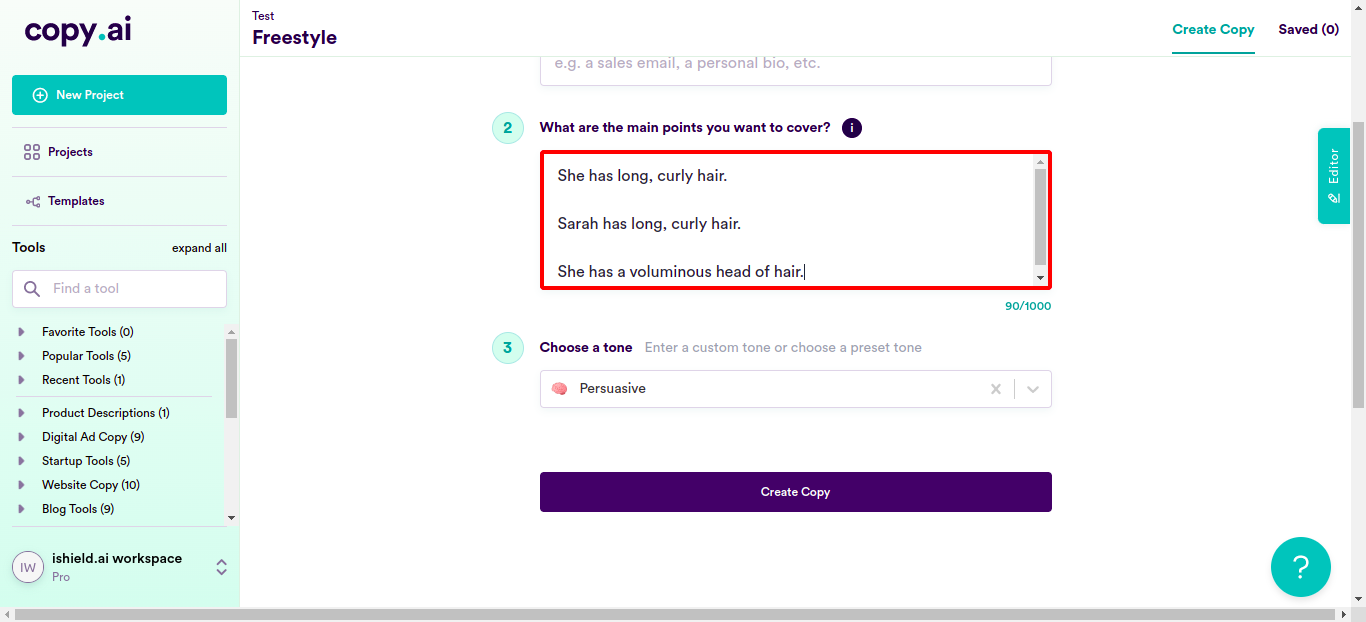 copy.ai
New Project
Projects
Templates
Tools expand all
Find a tool
Favorite Tools (0)
Popular Tools (5)
Recent Tools (1)
Product Descriptions (1)
Digital Ad Copy (9)
Startup Tools (5)
Website Copy (10)
Blog Tools (9)
IW
ishield.ai workspace
Pro
Test
Freestyle
Create Copy Saved (0)
e.g. a sales email, a personal bio, etc.
2 What are the main points you want to cover? i
She has long, curly hair.
Sarah has long, curly hair.
She has a voluminous head of hair.
90/1000
3 Choose a tone Enter a custom tone or choose a preset tone
Persuasive
Create Copy
Editor
?